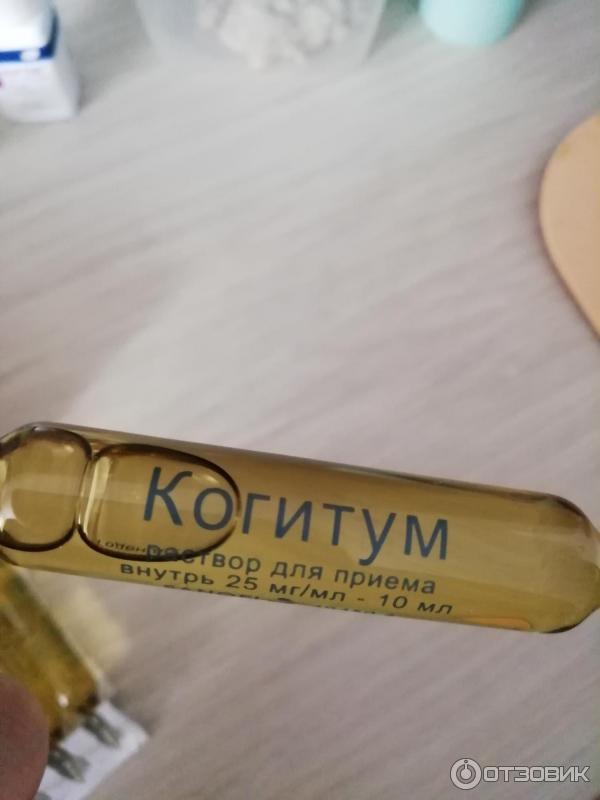 Когитум
раствор для приема
внутрь 25 мг/мл - 10 мл
ОТЗОВИК